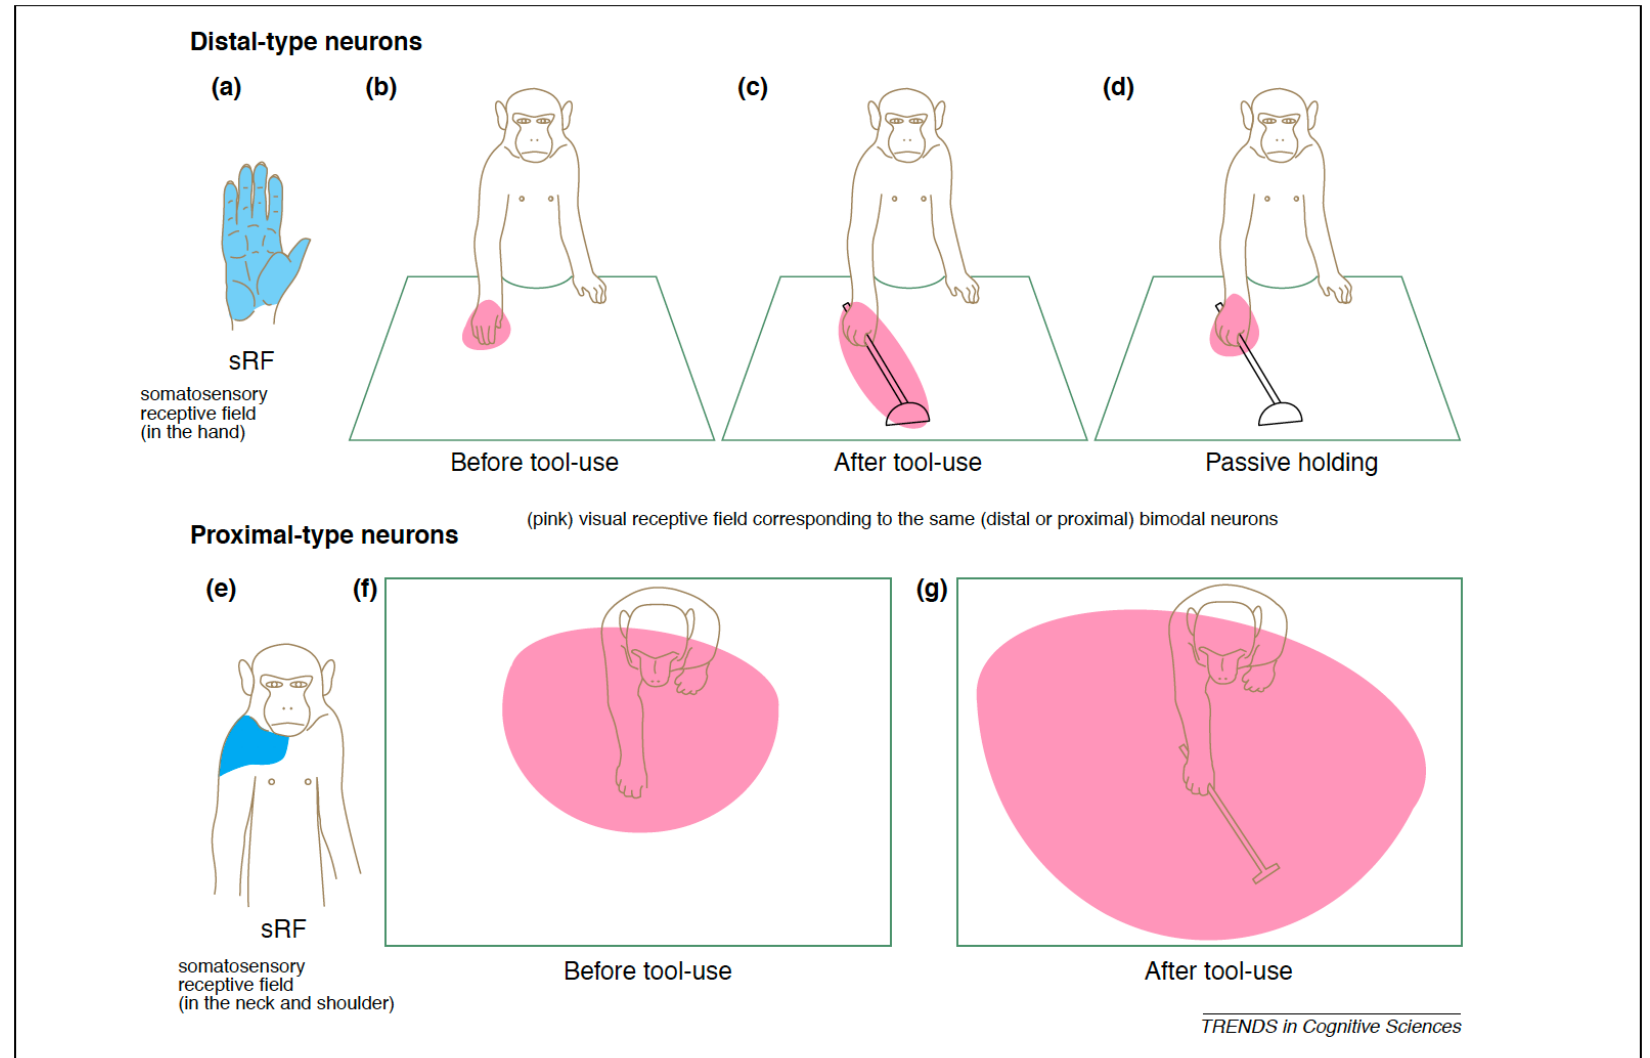 Distal-type neurons
(a)
(b)
(c)
(d)
sRF
somatosensory
receptive field
(in the hand)
Before tool-use
After tool-use
Passive holding
(pink) visual receptive field corresponding to the same (distal or proximal) bimodal neurons
Proximal-type neurons
(e)
(f)
(g)
sRF
somatosensory
receptive field
(in the neck and shoulder)
Before tool-use
After tool-use
TRENDS in Cognitive Sciences